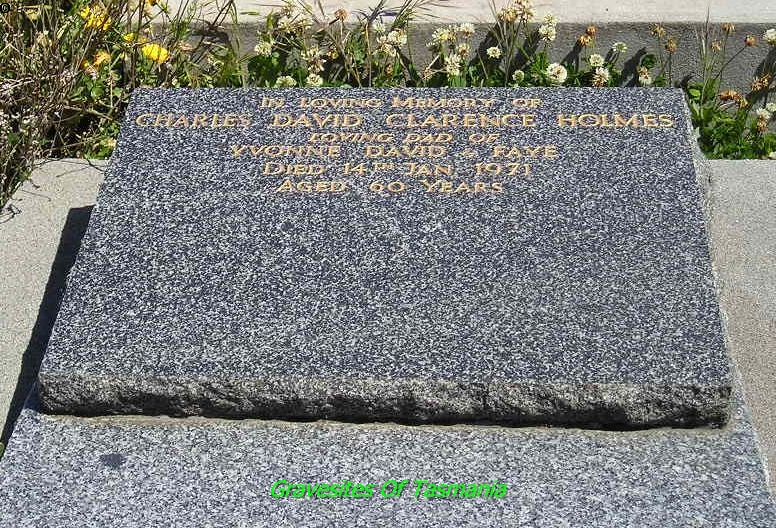 In Loving Memory of
Charles David Clarence Holmes
Loving Dad of
Yvonne David & Faye
Died 14th Jan. 1971
Aged 60 Years
Gravesites Of Tasmania